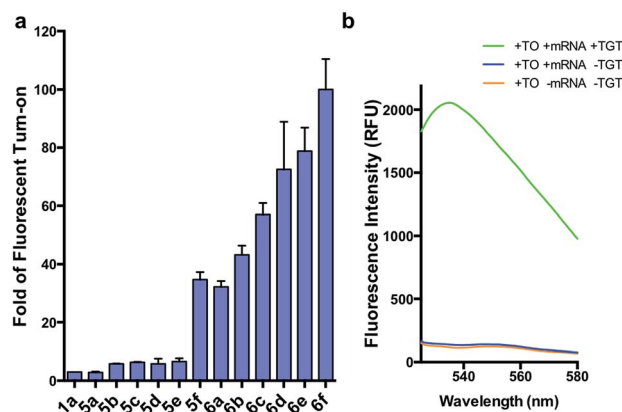 a
Fold of Fluorescent Turn-on
120
100
80
60
40
20
0
1a 5a 5b 5c 5d 5e 5f 6a 6b 6c 6d 6e 6f
b
+TO +mRNA +TGT
+TO +mRNA -TGT
+TO -mRNA -TGT
Fluorescence Intensity (RFU)
2000
1500
1000
500
0
540 560 580
Wavelength (nm)